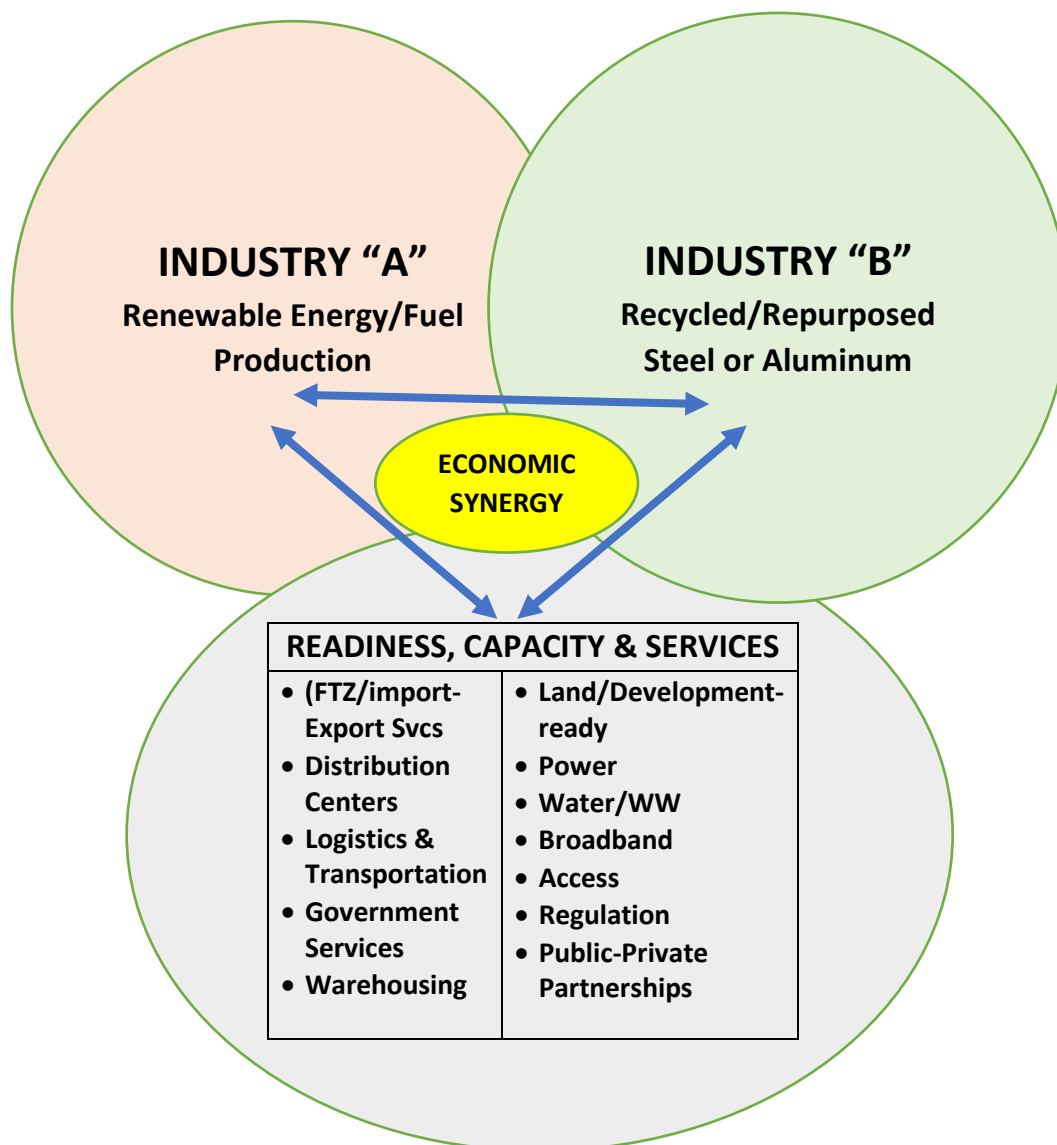 INDUSTRY “A”
Renewable Energy/Fuel
Production
INDUSTRY “B”
Recycled/Repurposed
Steel or Aluminum
ECONOMIC
SYNERGY
READINESS, CAPACITY & SERVICES
• (FTZ/import-
Export Svcs
• Distribution
Centers
• Logistics &
Transportation
• Government
Services
• Warehousing
• Land/Development-
ready
• Power
• Water/WW
• Broadband
• Access
• Regulation
• Public-Private
Partnerships